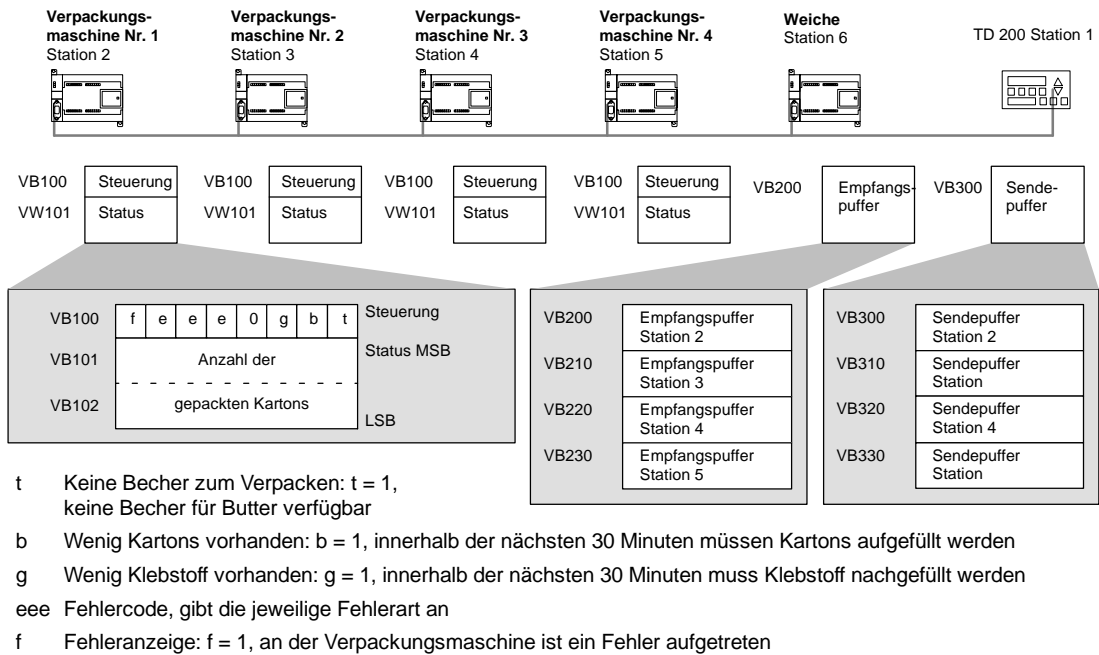 Verpackungs-
maschine Nr. 1
Station 2
Verpackungs-
maschine Nr. 2
Station 3
Verpackungs-
maschine Nr. 3
Station 4
Verpackungs-
maschine Nr. 4
Station 5
Weiche
Station 6
TD 200 Station 1
VB100 Steuerung
VW101 Status
VB100 Steuerung
VW101 Status
VB100 Steuerung
VW101 Status
VB100 Steuerung
VW101 Status
VB200 Empfangs-
puffer
VB300 Sende-
puffer
VB100 f e e e 0 g b t Steuerung
VB101 Anzahl der Status MSB
VB102 gepackten Kartons
LSB
VB200 Empfangspuffer
Station 2
VB210 Empfangspuffer
Station 3
VB220 Empfangspuffer
Station 4
VB230 Empfangspuffer
Station 5
VB300 Sendepuffer
Station 2
VB310 Sendepuffer
Station
VB320 Sendepuffer
Station 4
VB330 Sendepuffer
Station
t Keine Becher zum Verpacken: t = 1,
keine Becher für Butter verfügbar
b Wenig Kartons vorhanden: b = 1, innerhalb der nächsten 30 Minuten müssen Kartons aufgefüllt werden
g Wenig Klebstoff vorhanden: g = 1, innerhalb der nächsten 30 Minuten muss Klebstoff nachgefüllt werden
eee Fehlercode, gibt die jeweilige Fehlerart an
f Fehleranzeige: f = 1, an der Verpackungsmaschine ist ein Fehler aufgetreten